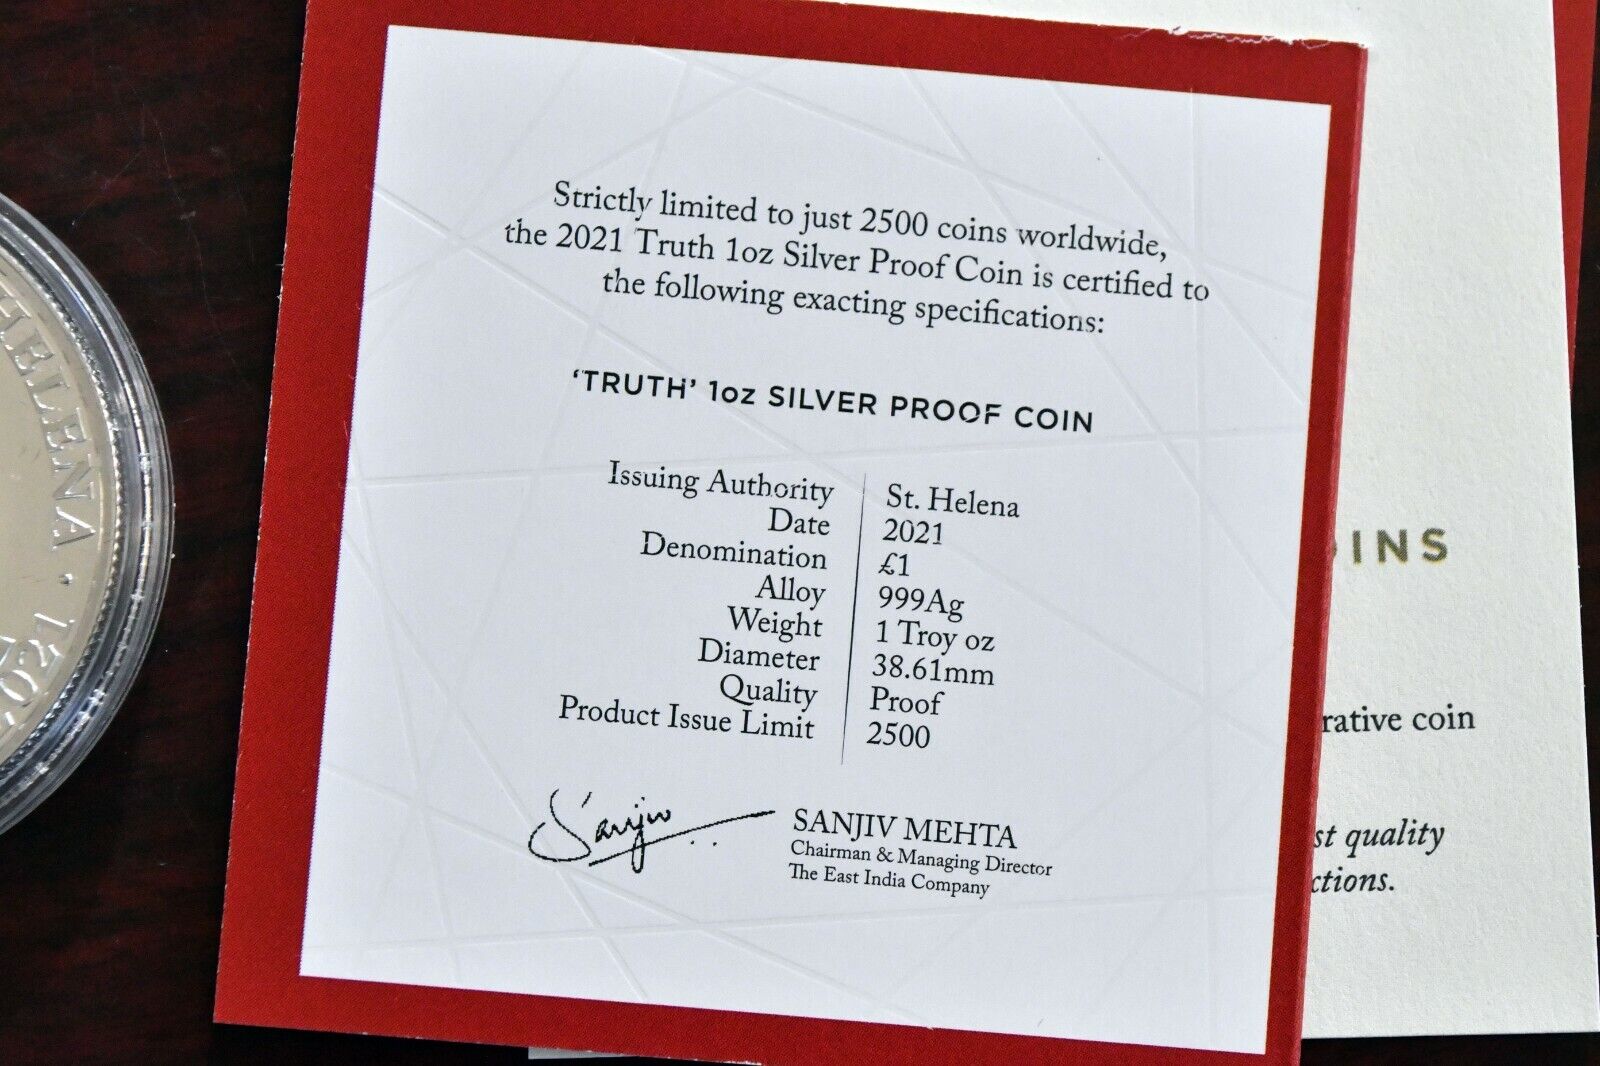 Strictly limited to just 2500 coins worldwide,
the 2021 Truth 1oz Silver Proof Coin is certified to
the following exacting specifications:
‘TRUTH’ 1oz SILVER PROOF COIN
Issuing Authority St. Helena
Date 2021
Denomination £1
Alloy 999Ag
Weight 1 Troy oz
Diameter 38.61mm
Quality Proof
Product Issue Limit 2500
Sanjiv
SANJIV MEHTA
Chairman & Managing Director
The East India Company
HELENA · 2021
INS
rative coin
st quality
ctions.